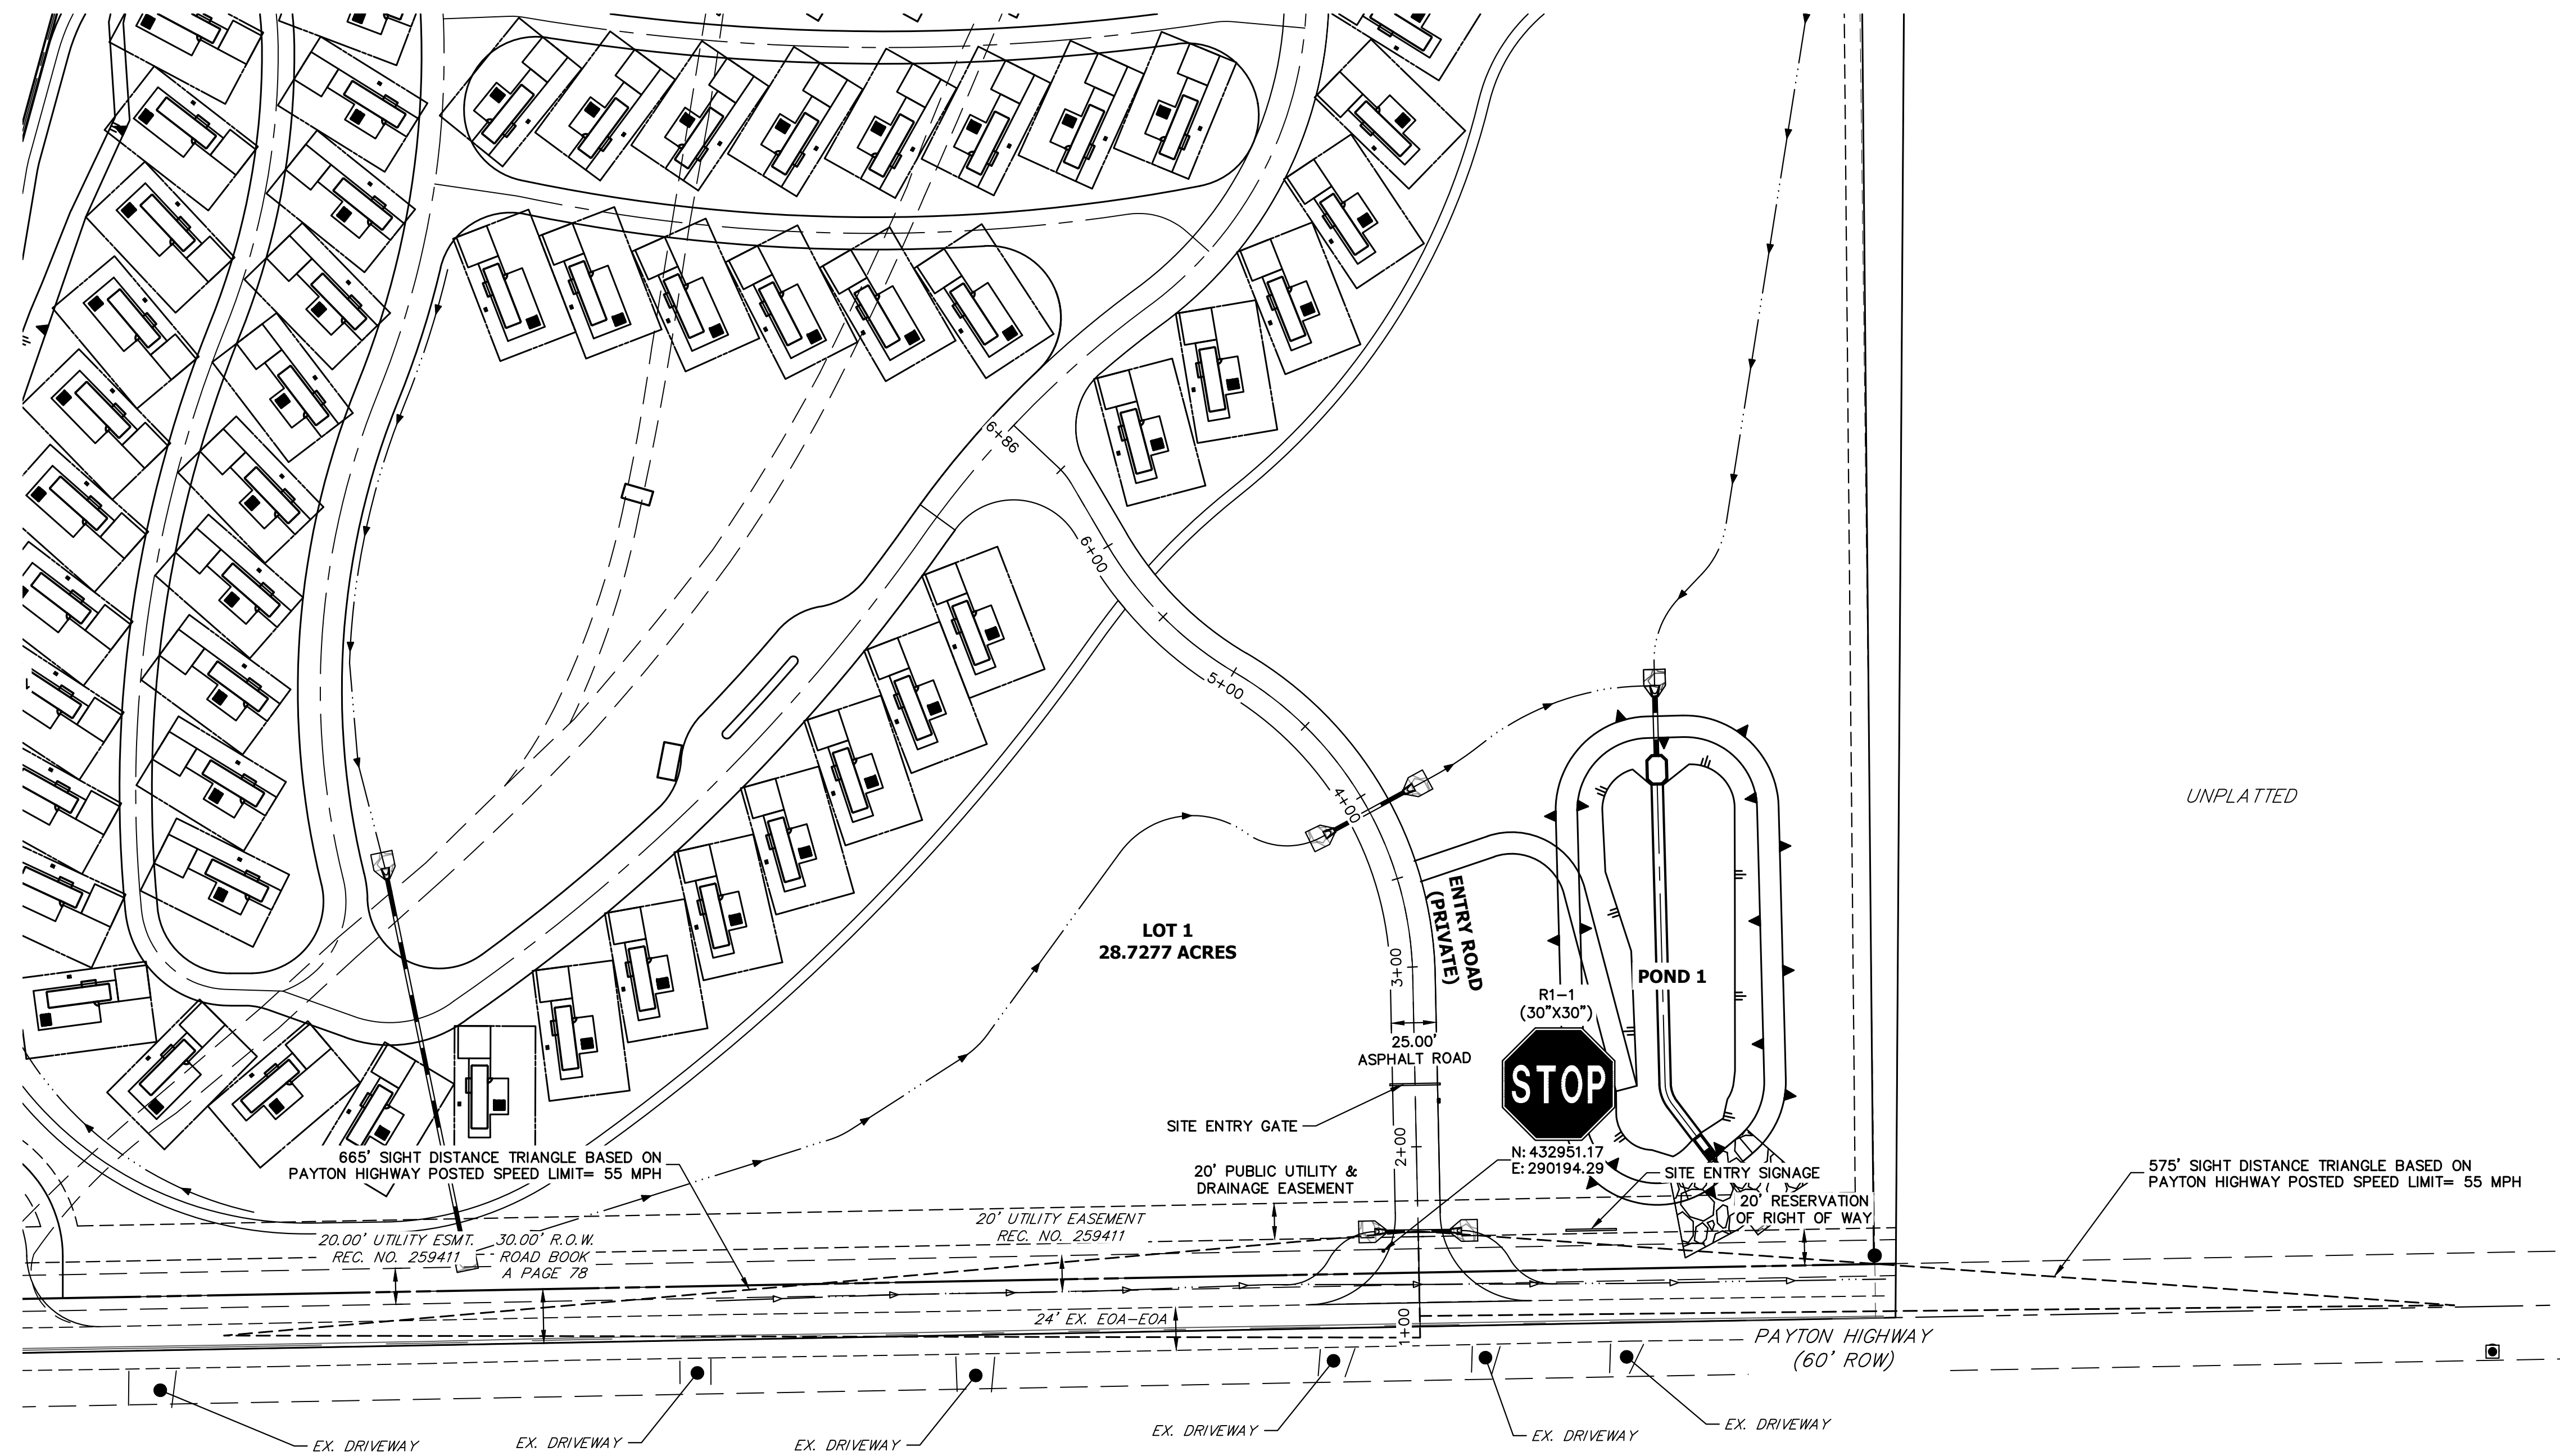 6+86
6+00
5+00
4+00
UNPLATTED
LOT 1
28.7277 ACRES
ENTRY ROAD
(PRIVATE)
3+00
POND 1
R1-1
(30"X30")
STOP
25.00'
ASPHALT ROAD
SITE ENTRY GATE
2+00
N: 432951.17
E: 290194.29
665' SIGHT DISTANCE TRIANGLE BASED ON
PAYTON HIGHWAY POSTED SPEED LIMIT= 55 MPH
20' PUBLIC UTILITY &
DRAINAGE EASEMENT
SITE ENTRY SIGNAGE
20' RESERVATION
OF RIGHT OF WAY
575' SIGHT DISTANCE TRIANGLE BASED ON
PAYTON HIGHWAY POSTED SPEED LIMIT= 55 MPH
20' UTILITY EASEMENT
REC. NO. 259411
20.00' UTILITY ESMT.
REC. NO. 259411
30.00' R.O.W.
ROAD BOOK
A PAGE 78
24' EX. EOA-EOA
1+00
PAYTON HIGHWAY
(60' ROW)
EX. DRIVEWAY
EX. DRIVEWAY
EX. DRIVEWAY
EX. DRIVEWAY
EX. DRIVEWAY
EX. DRIVEWAY